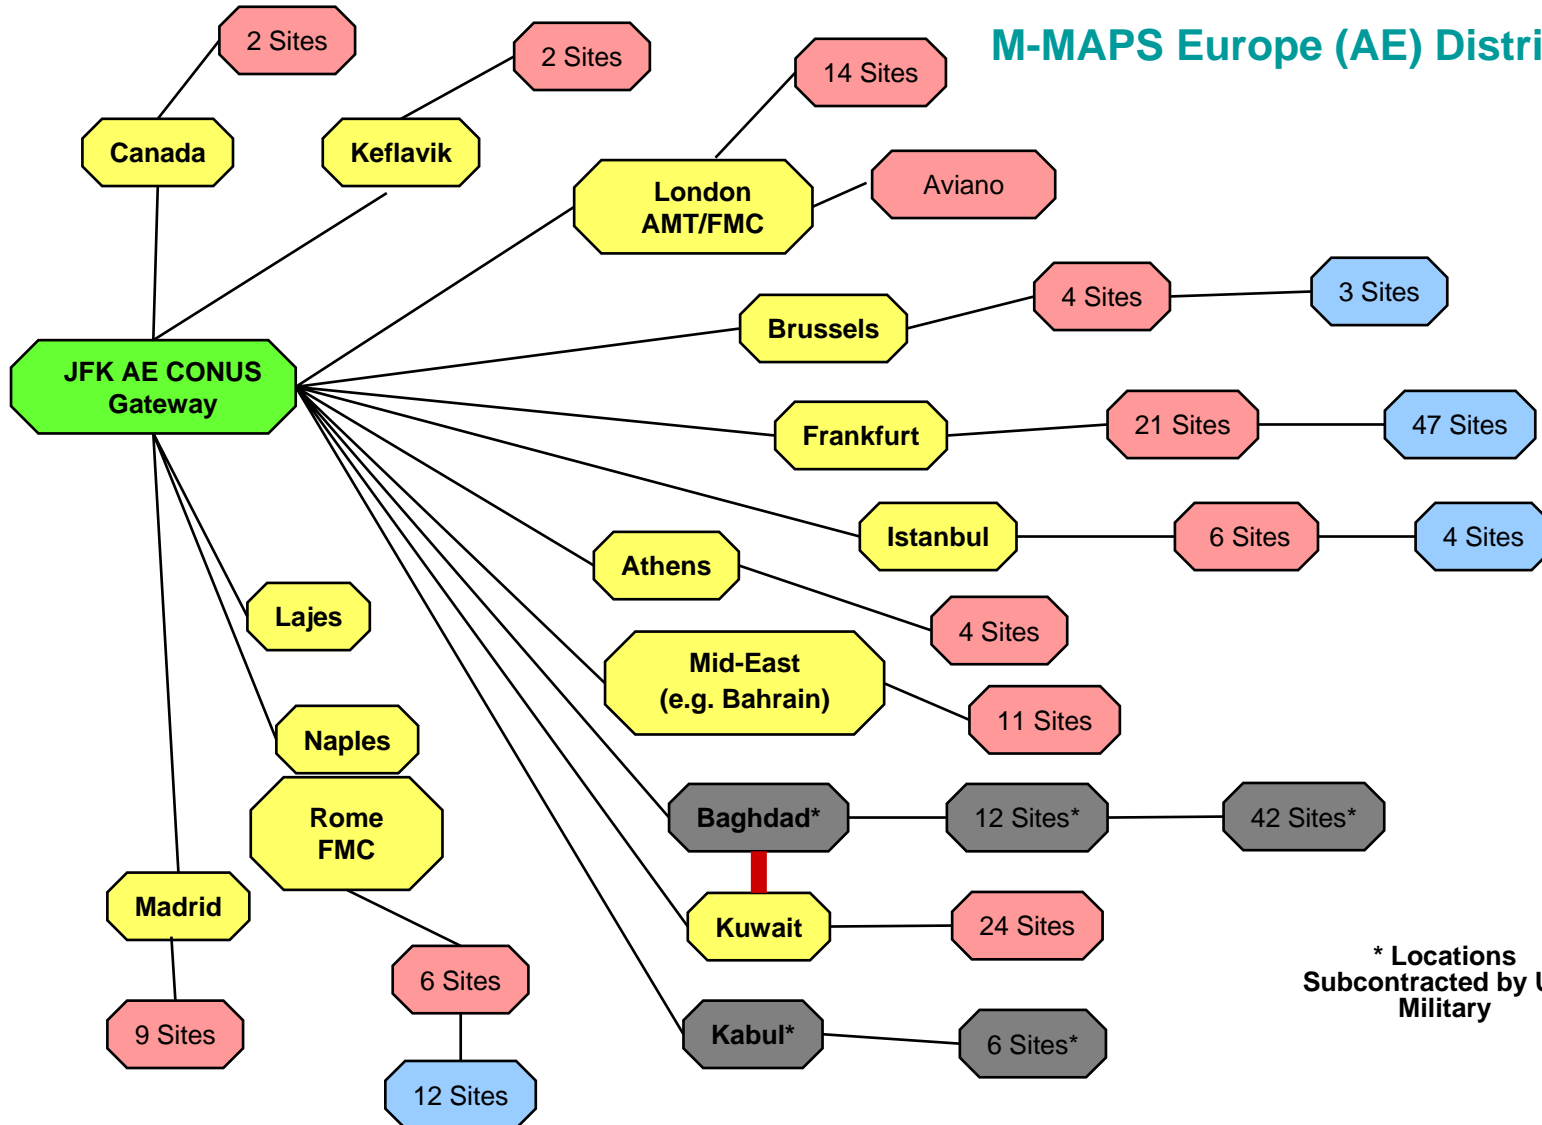 M-MAPS Europe (AE)
2 Sites
2 Sites
14 Sites
Canada
Keflavik
London
AMT/FMC
Aviano
Brussels
4 Sites
3 Sites
JFK AE CONUS
Gateway
Frankfurt
21 Sites
47 Sites
Istanbul
6 Sites
4 Sites
Athens
Lajes
4 Sites
Mid-East
(e.g. Bahrain)
11 Sites
Naples
Rome
FMC
Baghdad*
12 Sites*
42 Sites*
Madrid
Kuwait
24 Sites
* Locations
Subcontracted by
Military
6 Sites
9 Sites
Kabul*
6 Sites*
12 Sites